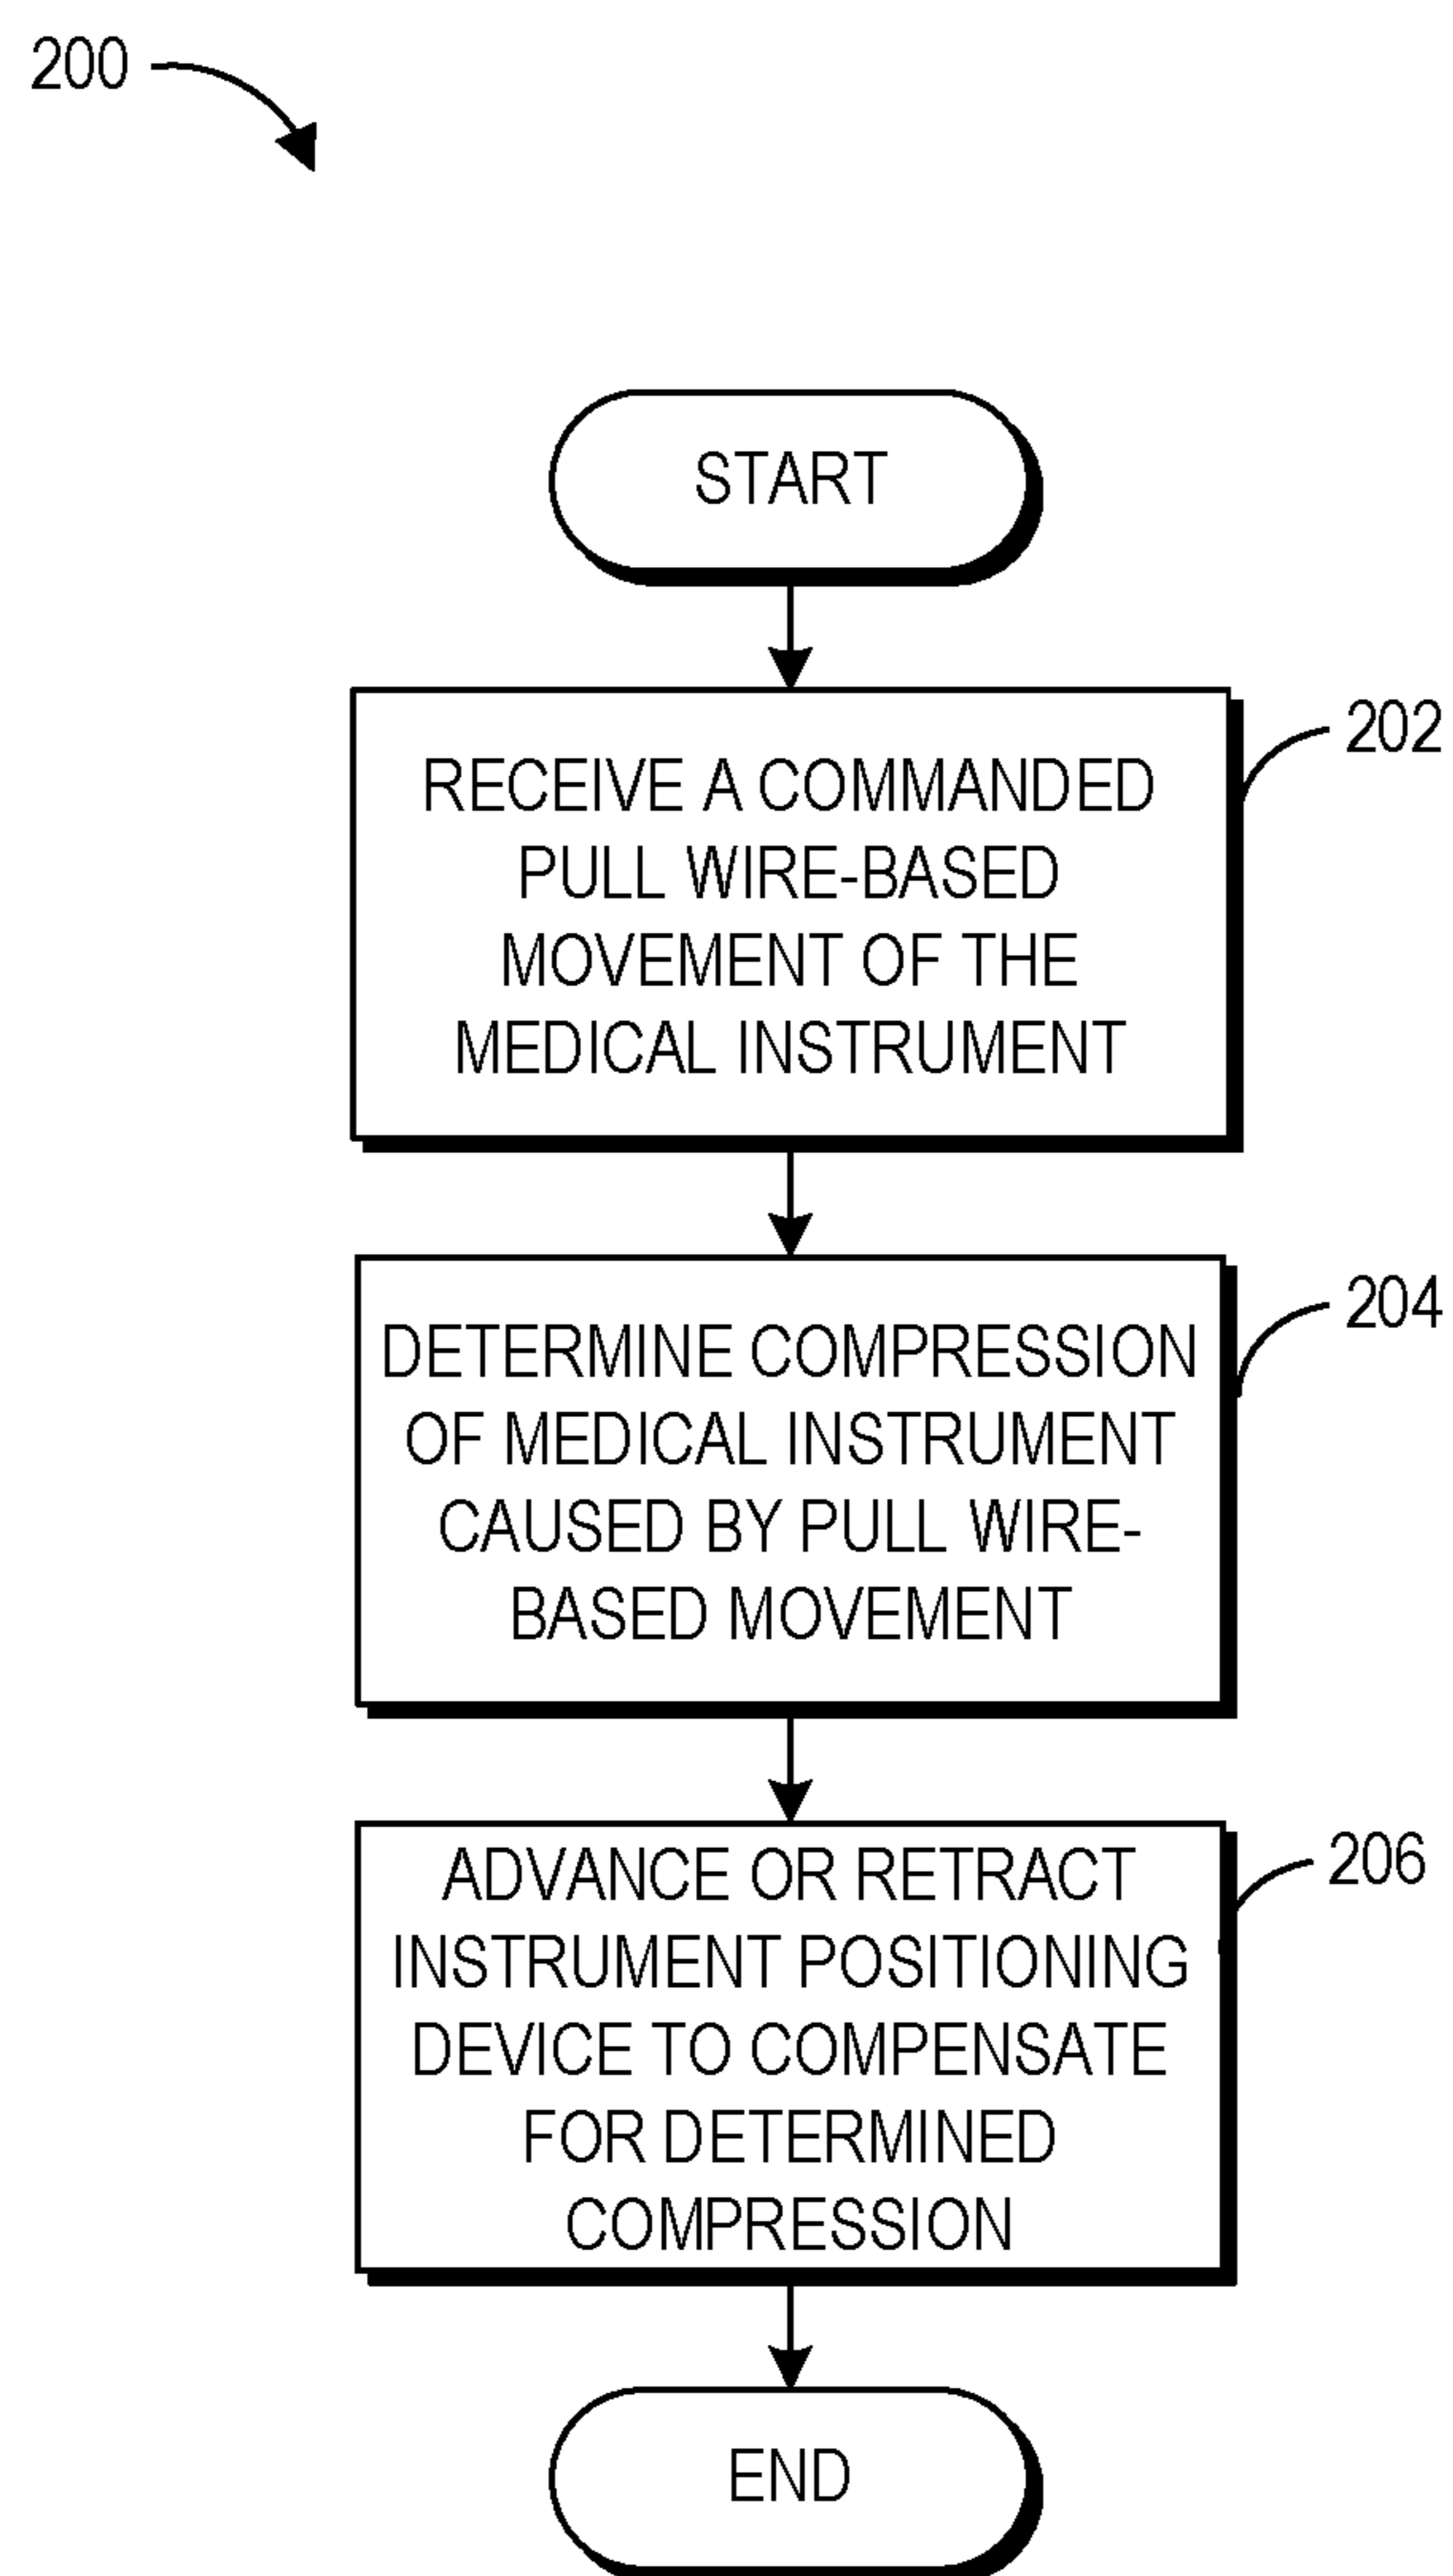 200
START
RECEIVE A COMMANDED
PULL WIRE-BASED
MOVEMENT OF THE
MEDICAL INSTRUMENT
202
DETERMINE COMPRESSION
OF MEDICAL INSTRUMENT
CAUSED BY PULL WIRE-
BASED MOVEMENT
204
ADVANCE OR RETRACT
INSTRUMENT POSITIONING
DEVICE TO COMPENSATE
FOR DETERMINED
COMPRESSION
206
END